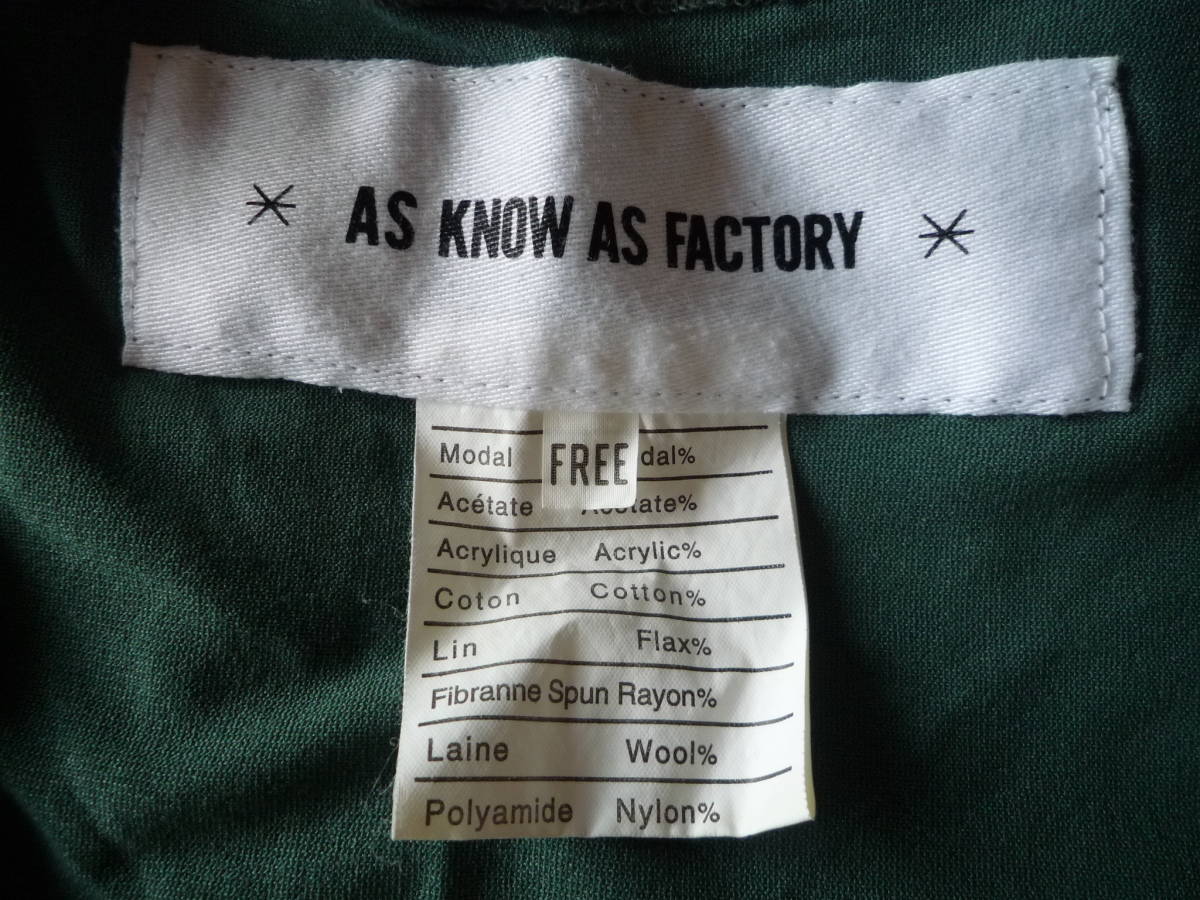 AS KNOW AS FACTORY
FREE
Modal dal%
Acétate
Acrylique Acrylic%
Coton Cotton%
Lin Flax%
Fibranne Spun Rayon%
Laine Wool%
Polyamide Nylon%